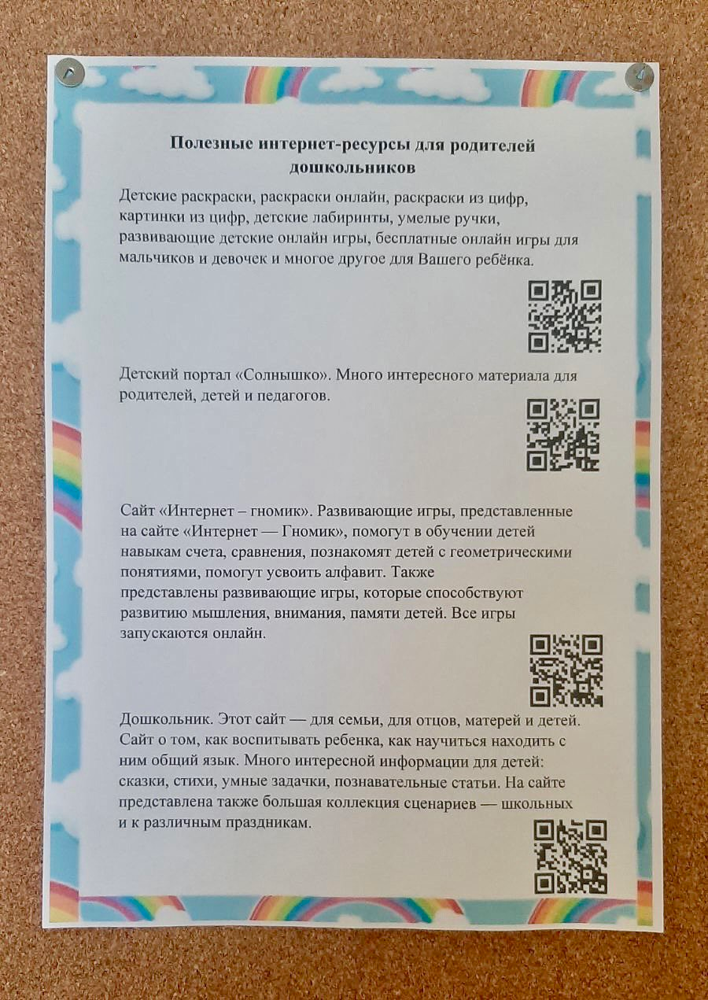 Полезные интернет-ресурсы для родителей
дошкольников
Детские раскраски, раскраски онлайн, раскраски из цифр,
картинки из цифр, детские лабиринты, умелые ручки,
развивающие детские онлайн игры, бесплатные онлайн игры для
мальчиков и девочек и многое другое для Вашего ребёнка.
Детский портал «Солнышко». Много интересного материала для
родителей, детей и педагогов.
Сайт «Интернет – гномик». Развивающие игры, представленные
на сайте «Интернет — Гномик», помогут в обучении детей
навыкам счета, сравнения, познакомят детей с геометрическими
понятиями, помогут усвоить алфавит. Также
представлены развивающие игры, которые способствуют
развитию мышления, внимания, памяти детей. Все игры
запускаются онлайн.
Дошкольник. Этот сайт — для семьи, для отцов, матерей и детей.
Сайт о том, как воспитывать ребенка, как научиться находить с
ним общий язык. Много интересной информации для детей:
сказки, стихи, умные задачки, познавательные статьи. На сайте
представлена также большая коллекция сценариев — школьных
и к различным праздникам.